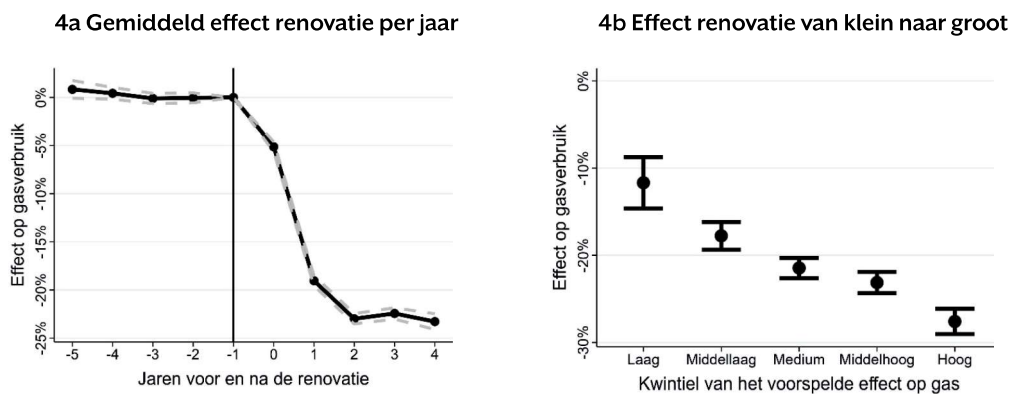 4a Gemiddeld effect renovatie per jaar
Effect op gasverbruik
0%
-5%
-10%
-15%
-20%
-25%
-5 -4 -3 -2 -1 0 1 2 3 4
Jaren voor en na de renovatie
4b Effect renovatie van klein naar groot
Effect op gasverbruik
0%
-10%
-20%
-30%
Laag Middellaag Medium Middelhoog Hoog
Kwintiel van het voorspelde effect op gas